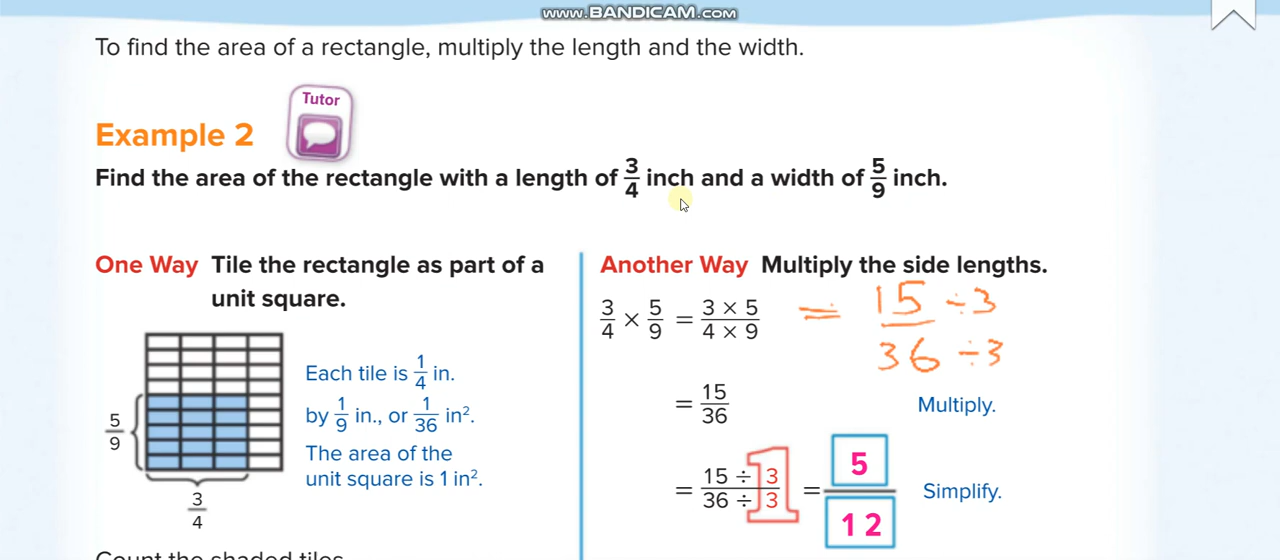 www.BANDICAM.com
To find the area of a rectangle, multiply the length and the width.
Tutor
Example 2
Find the area of the rectangle with a length of 3/4 inch and a width of 5/9 inch.
One Way Tile the rectangle as part of a
unit square.
5/9
3/4
Each tile is 1/4 in.
by 1/9 in., or 1/36 in².
The area of the
unit square is 1 in².
Count the shaded tiles
Another Way Multiply the side lengths.
3/4 × 5/9 = 3 × 5/4 × 9 = 15 ÷3/36 ÷3
= 15/36 Multiply.
= 15 ÷ 3/36 ÷ 3 1 = 5/12 Simplify.